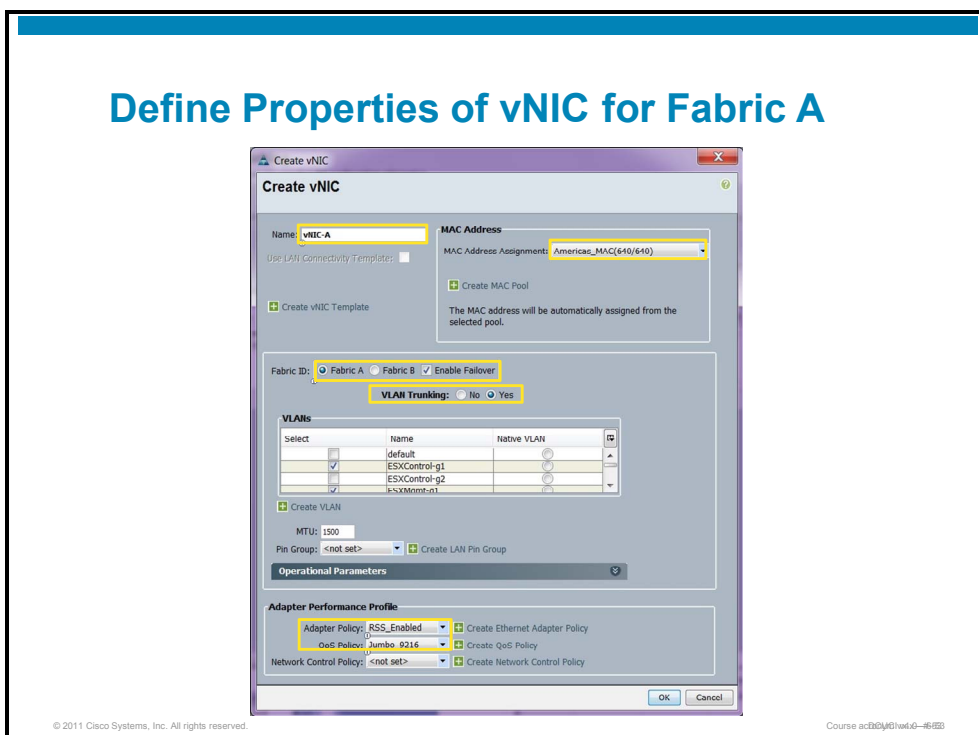 Define Properties of vNIC for Fabric A
Create vNIC
Create vNIC
Name: vNIC-A
Use LAN Connectivity Template:
Create vNIC Template
MAC Address
MAC Address Assignment: Americas_MAC(640/640)
Create MAC Pool
The MAC address will be automatically assigned from the
selected pool.
Fabric ID: Fabric A Fabric B Enable Failover
VLAN Trunking: No Yes
VLANs
Select Name Native VLAN
default
ESXControl-g1
ESXControl-g2
ESXMgmt-g1
Create VLAN
MTU: 1500
Pin Group: <not set> Create LAN Pin Group
Operational Parameters
Adapter Performance Profile
Adapter Policy: RSS_Enabled Create Ethernet Adapter Policy
QoS Policy: Jumbo 9216 Create QoS Policy
Network Control Policy: <not set> Create Network Control Policy
OK Cancel
© 2011 Cisco Systems, Inc. All rights reserved. Course